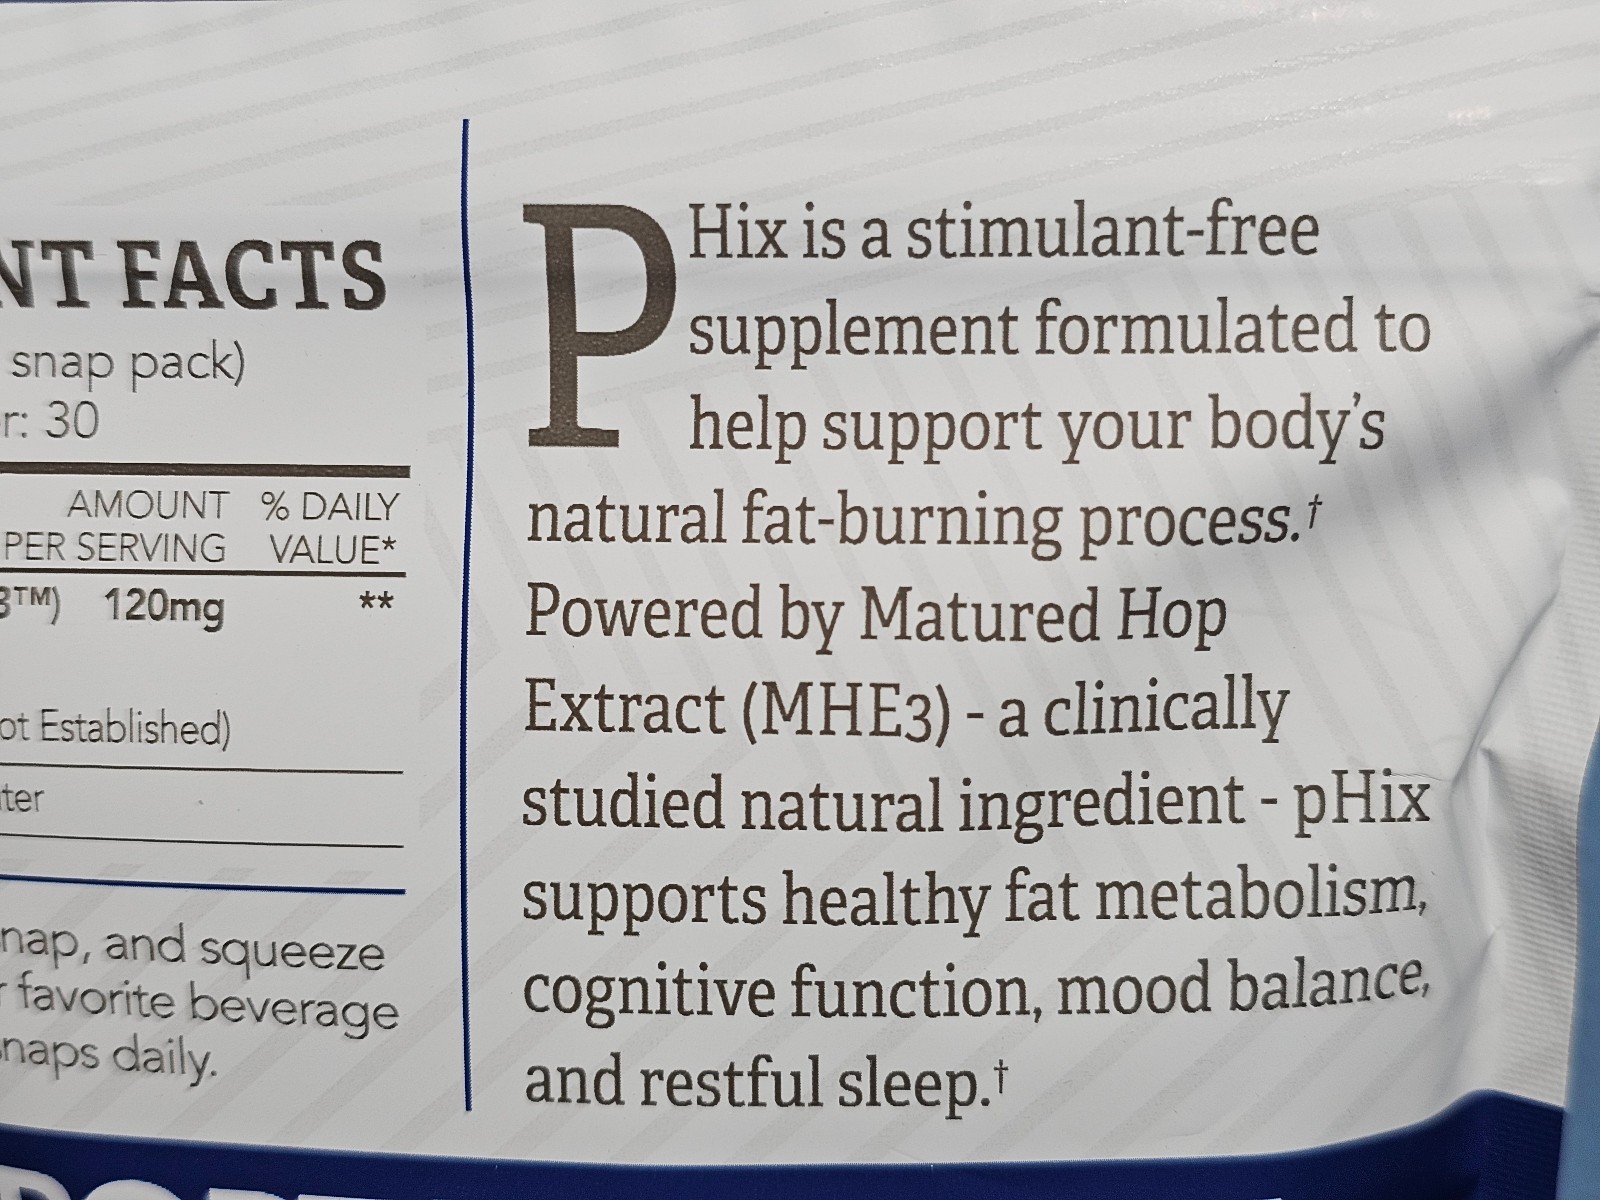 NT FACTS
snap pack)
r: 30
AMOUNT % DAILY
PER SERVING VALUE*
3™) 120mg **
ot Established)
ter
nap, and squeeze
r favorite beverage
naps daily.
PHix is a stimulant-free
supplement formulated to
help support your body's
natural fat-burning process.†
Powered by Matured Hop
Extract (MHE3) - a clinically
studied natural ingredient - pHix
supports healthy fat metabolism,
cognitive function, mood balance,
and restful sleep.†